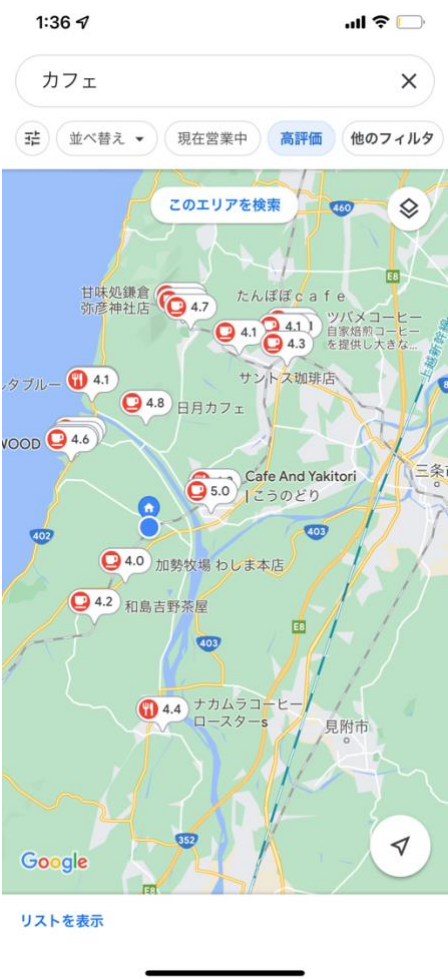 1:36
カフェ
並べ替え
現在営業中
高評価
他のフィルタ
このエリアを検索
460
E8
甘味処鎌倉
弥彦神社店
4.7
たんぽぽｃａｆｅ
4.1
4.1
ツバメコーヒー
自家焙煎コーヒー
を提供し大きな…
4.3
サントス珈琲店
上越新幹線
タブルー
4.1
4.8
日月カフェ
WOOD
4.6
5.0
Cafe And Yakitori
| こうのどり
三条
402
403
4.0
加勢牧場 わしま本店
4.2
和島吉野茶屋
E8
403
4.4
ナカムラコーヒー
ロースターs
見附市
352
Google
E8
リストを表示